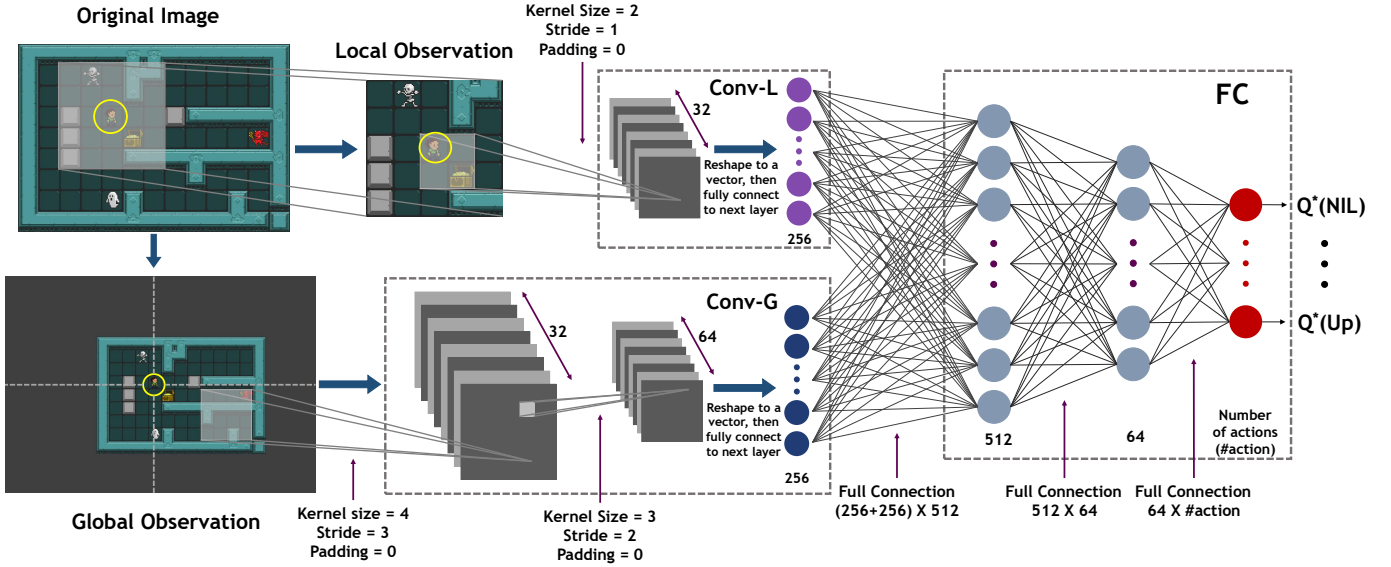 Original Image
Local Observation
Kernel Size = 2
Stride = 1
Padding = 0
Conv-L
32
Reshape to a
vector, then
fully connect
to next layer
256
FC
Q*(NIL)
Q*(Up)
Conv-G
32
64
Reshape to a
vector, then
fully connect
to next layer
256
512
64
Number
of actions
(#action)
Global Observation
Kernel size = 4
Stride = 3
Padding = 0
Kernel Size = 3
Stride = 2
Padding = 0
Full Connection
(256+256) X 512
Full Connection
512 X 64
Full Connection
64 X #action